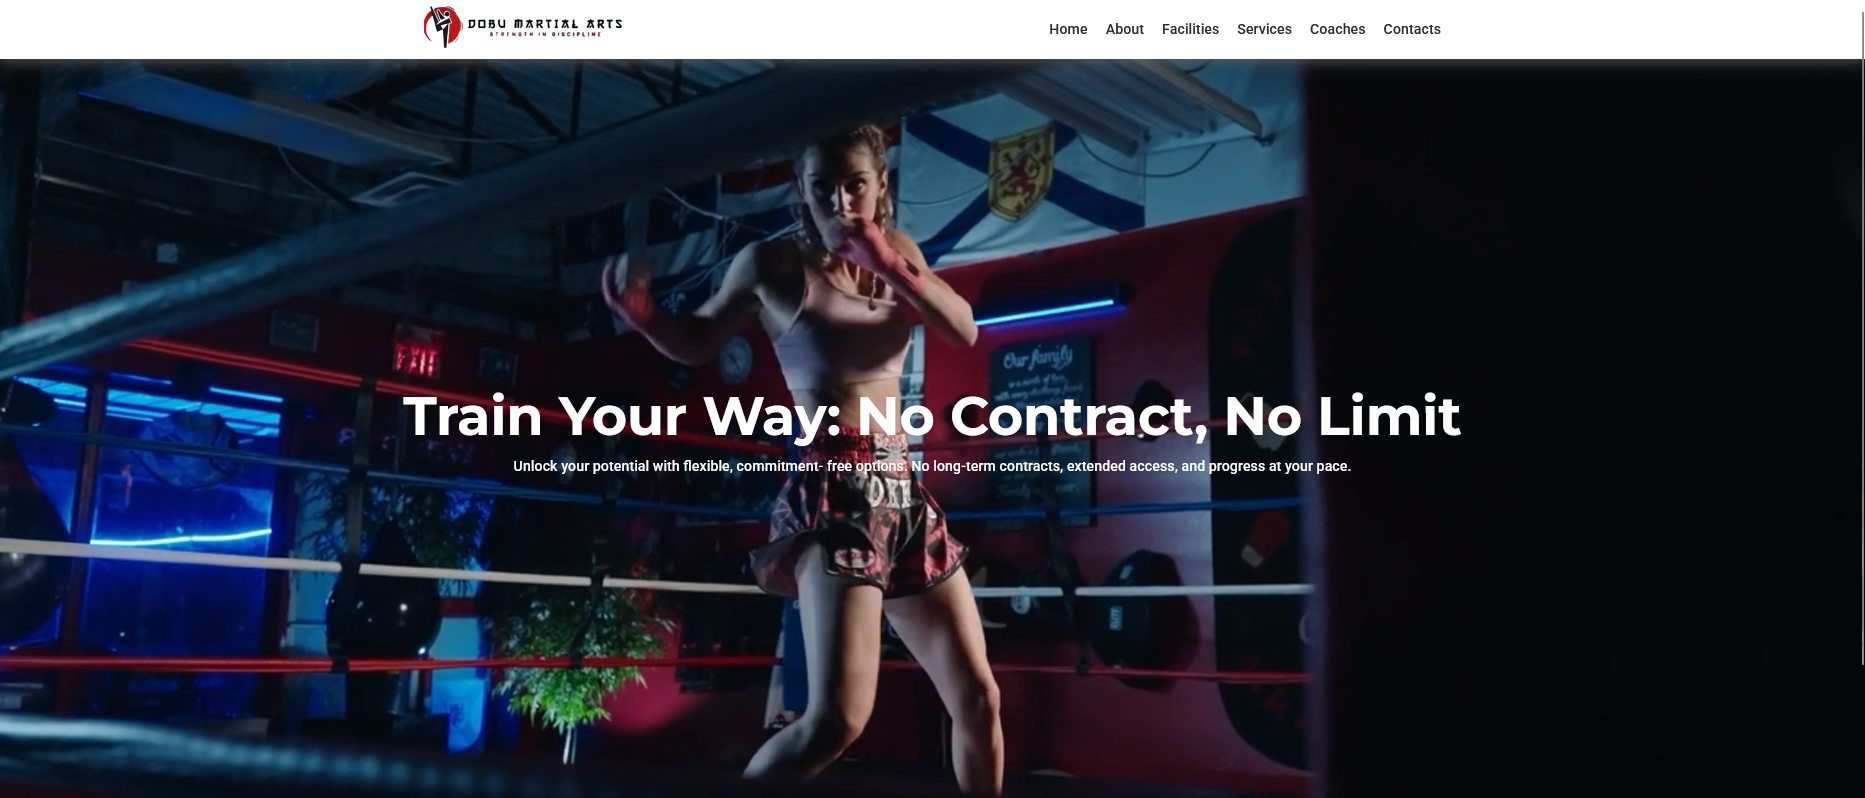 DOBU MARTIAL ARTS
STRENGTH IN DISCIPLINE
Home About Facilities Services Coaches Contacts
EXIT
Our family
Train Your Way: No Contract, No Limit
Unlock your potential with flexible, commitment- free options. No long-term contracts, extended access, and progress at your pace.